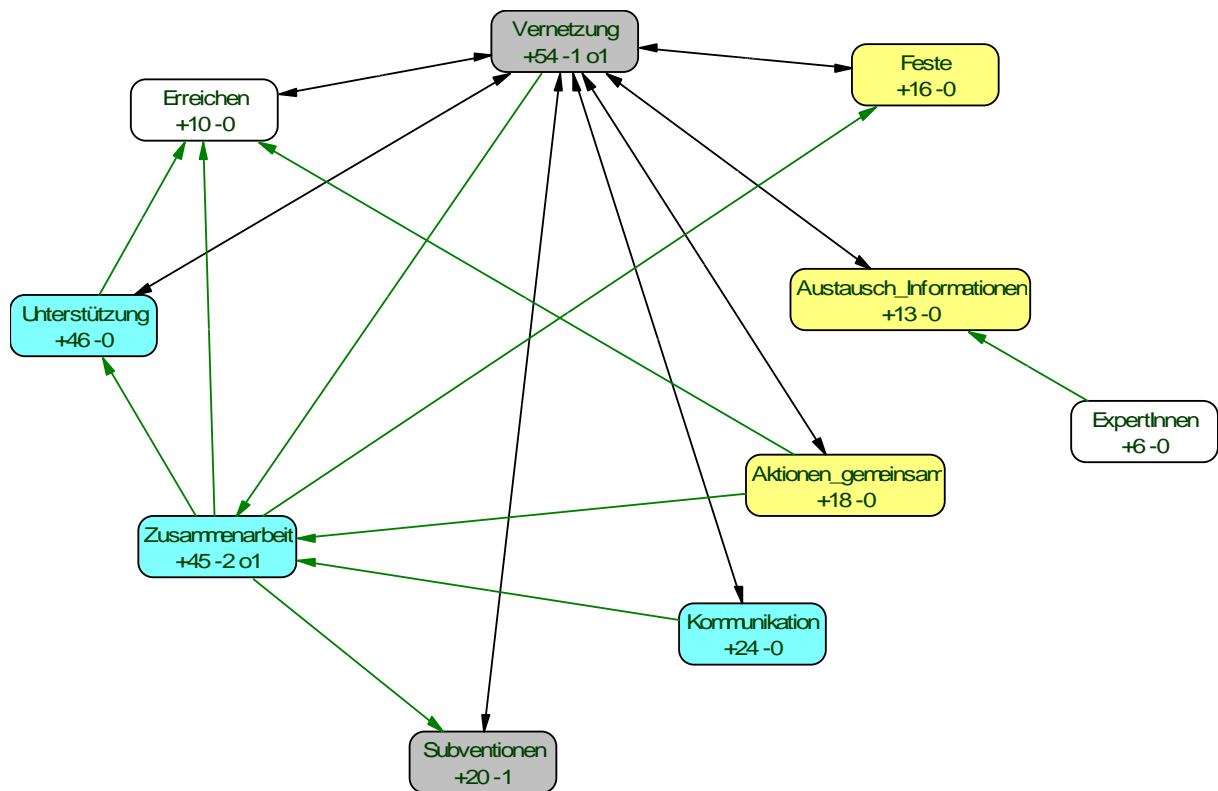 Vernetzung
+54 -1 o1
Feste
+16 -0
Erreichen
+10 -0
Austausch_Informationen
+13 -0
Unterstützung
+46 -0
ExpertInnen
+6 -0
Aktionen_gemeinsam
+18 -0
Zusammenarbeit
+45 -2 o1
Kommunikation
+24 -0
Subventionen
+20 -1